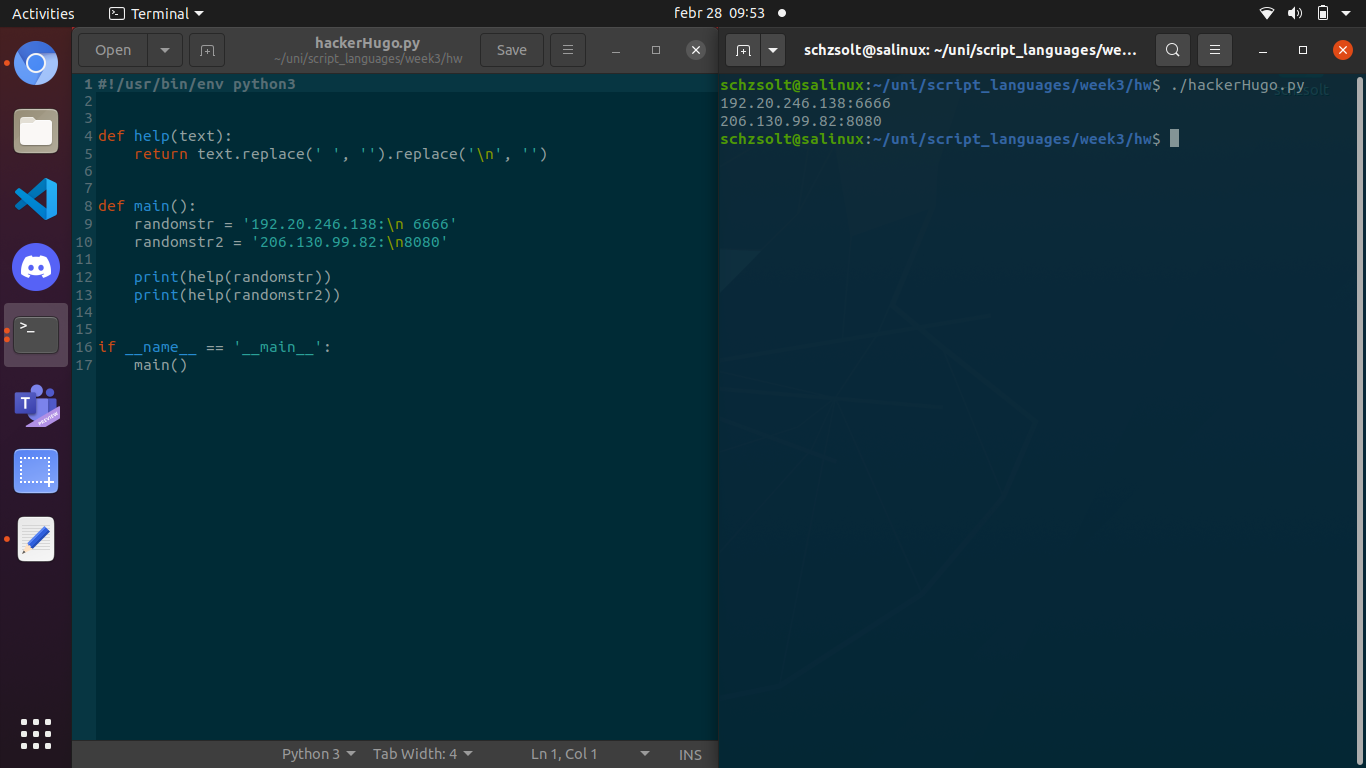 Activities Terminal febr 28 09:53
Open hackerHugo.py Save
~/uni/script_languages/week3/hw
1 #!/usr/bin/env python3
2
3
4 def help(text):
5     return text.replace(' ', '').replace('\n', '')
6
7
8 def main():
9     randomstr = '192.20.246.138:\n 6666'
10     randomstr2 = '206.130.99.82:\n8080'
11
12     print(help(randomstr))
13     print(help(randomstr2))
14
15
16 if __name__ == '__main__':
17     main()
Python 3 Tab Width: 4 Ln 1, Col 1 INS
schzsolt@salinux: ~/uni/script_languages/we...
schzsolt@salinux:~/uni/script_languages/week3/hw$ ./hackerHugo.py
192.20.246.138:6666
206.130.99.82:8080
schzsolt@salinux:~/uni/script_languages/week3/hw$
>_
T
PREVIEW